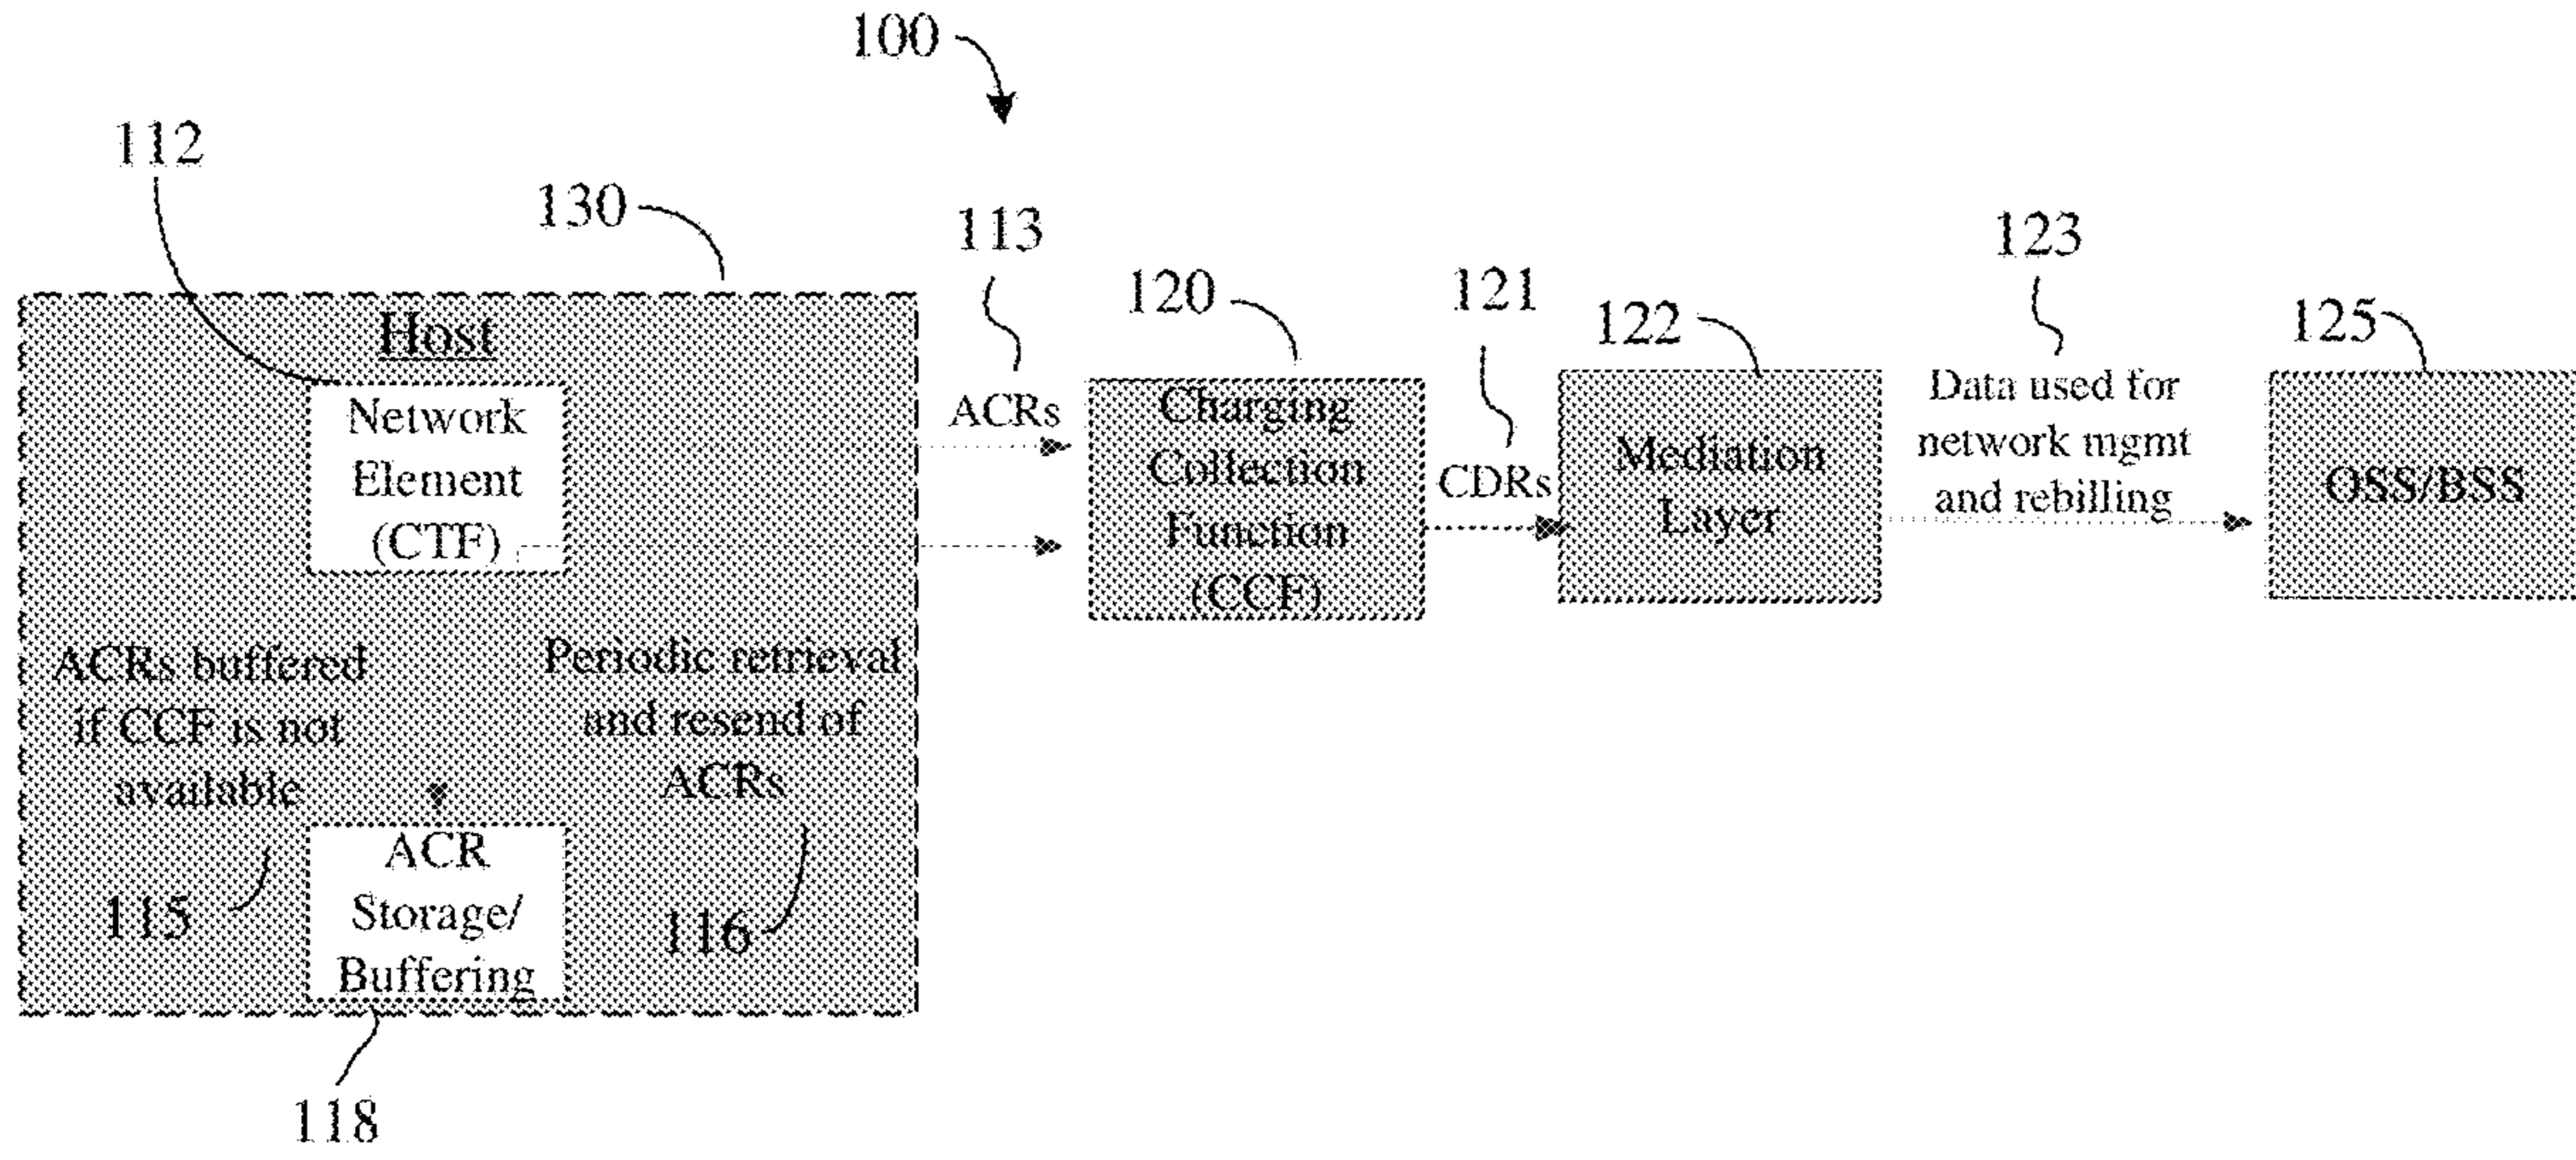 100
112
130
113
123
120
121
122
125
Host
Network
Element
(CTF)
ACRs
Charging
Collection
Function
(CCF)
CDRs
Mediation
Layer
Data used for
network mgmt
and rebilling
OSS/BSS
ACRs buffered
if CCF is not
available
Periodic retrieval
and resend of
ACRs
ACR
Storage/
Buffering
115
116
118